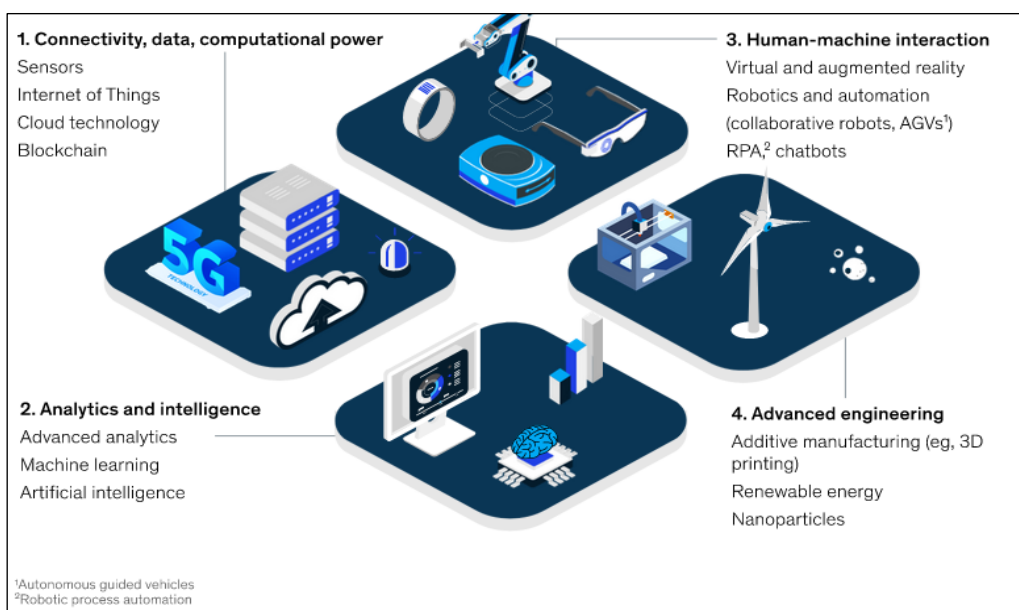 1. Connectivity, data, computational power
Sensors
Internet of Things
Cloud technology
Blockchain
3. Human-machine interaction
Virtual and augmented reality
Robotics and automation
(collaborative robots, AGVs¹)
RPA,² chatbots
5G
TECHNOLOGY
2. Analytics and intelligence
Advanced analytics
Machine learning
Artificial intelligence
4. Advanced engineering
Additive manufacturing (eg, 3D
printing)
Renewable energy
Nanoparticles
¹Autonomous guided vehicles
²Robotic process automation